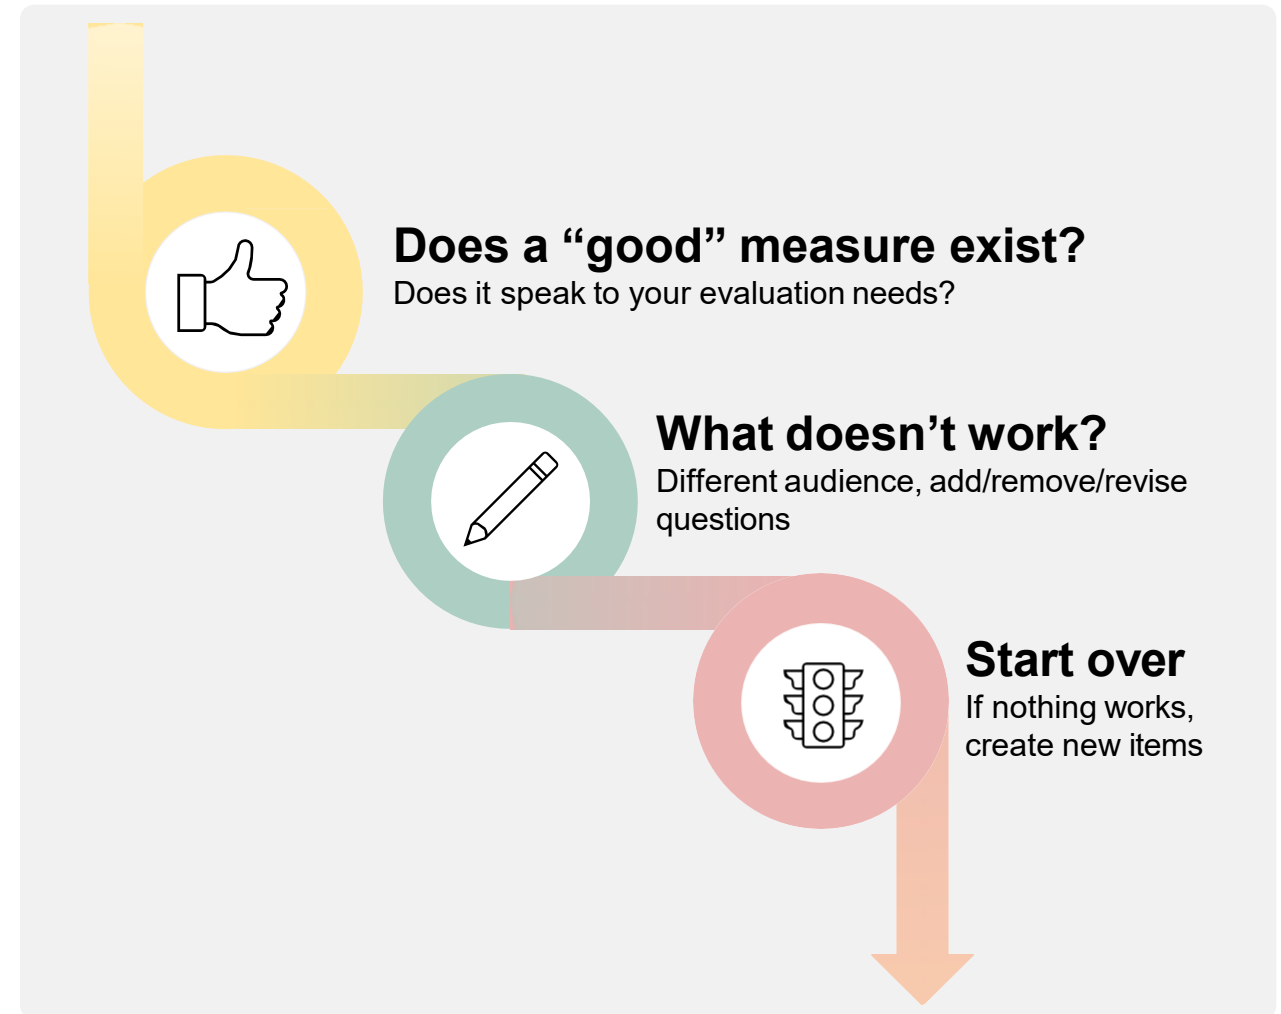 Does a “good” measure exist?
Does it speak to your evaluation needs?
What doesn’t work?
Different audience, add/remove/revise
questions
Start over
If nothing works,
create new items